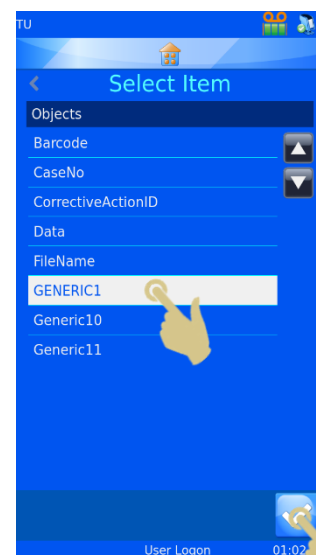 TU
Select Item
Objects
Barcode
CaseNo
CorrectiveActionID
Data
FileName
GENERIC1
Generic10
Generic11
User Logon 01:02